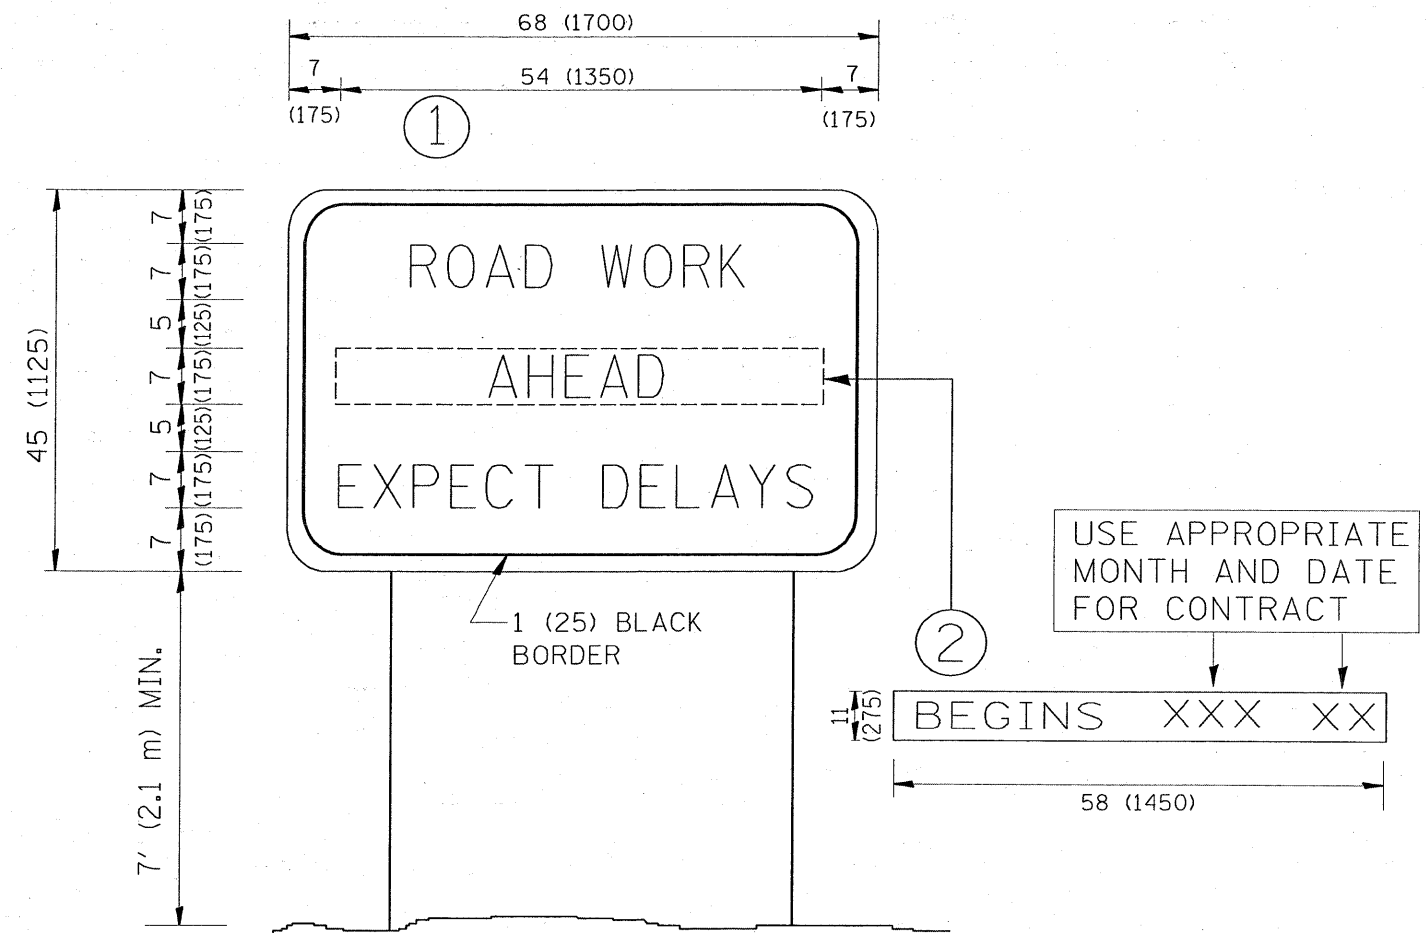 68 (1700)
7
54 (1350)
7
(175)
(175)
1
7
(175)
7
(175)
5
(125)
7
(175)
5
(125)
7
(175)
7
(175)
45 (1125)
ROAD WORK
AHEAD
EXPECT DELAYS
1 (25) BLACK
BORDER
7' (2.1 m) MIN.
USE APPROPRIATE
MONTH AND DATE
FOR CONTRACT
2
11
(275)
BEGINS XXX XX
58 (1450)